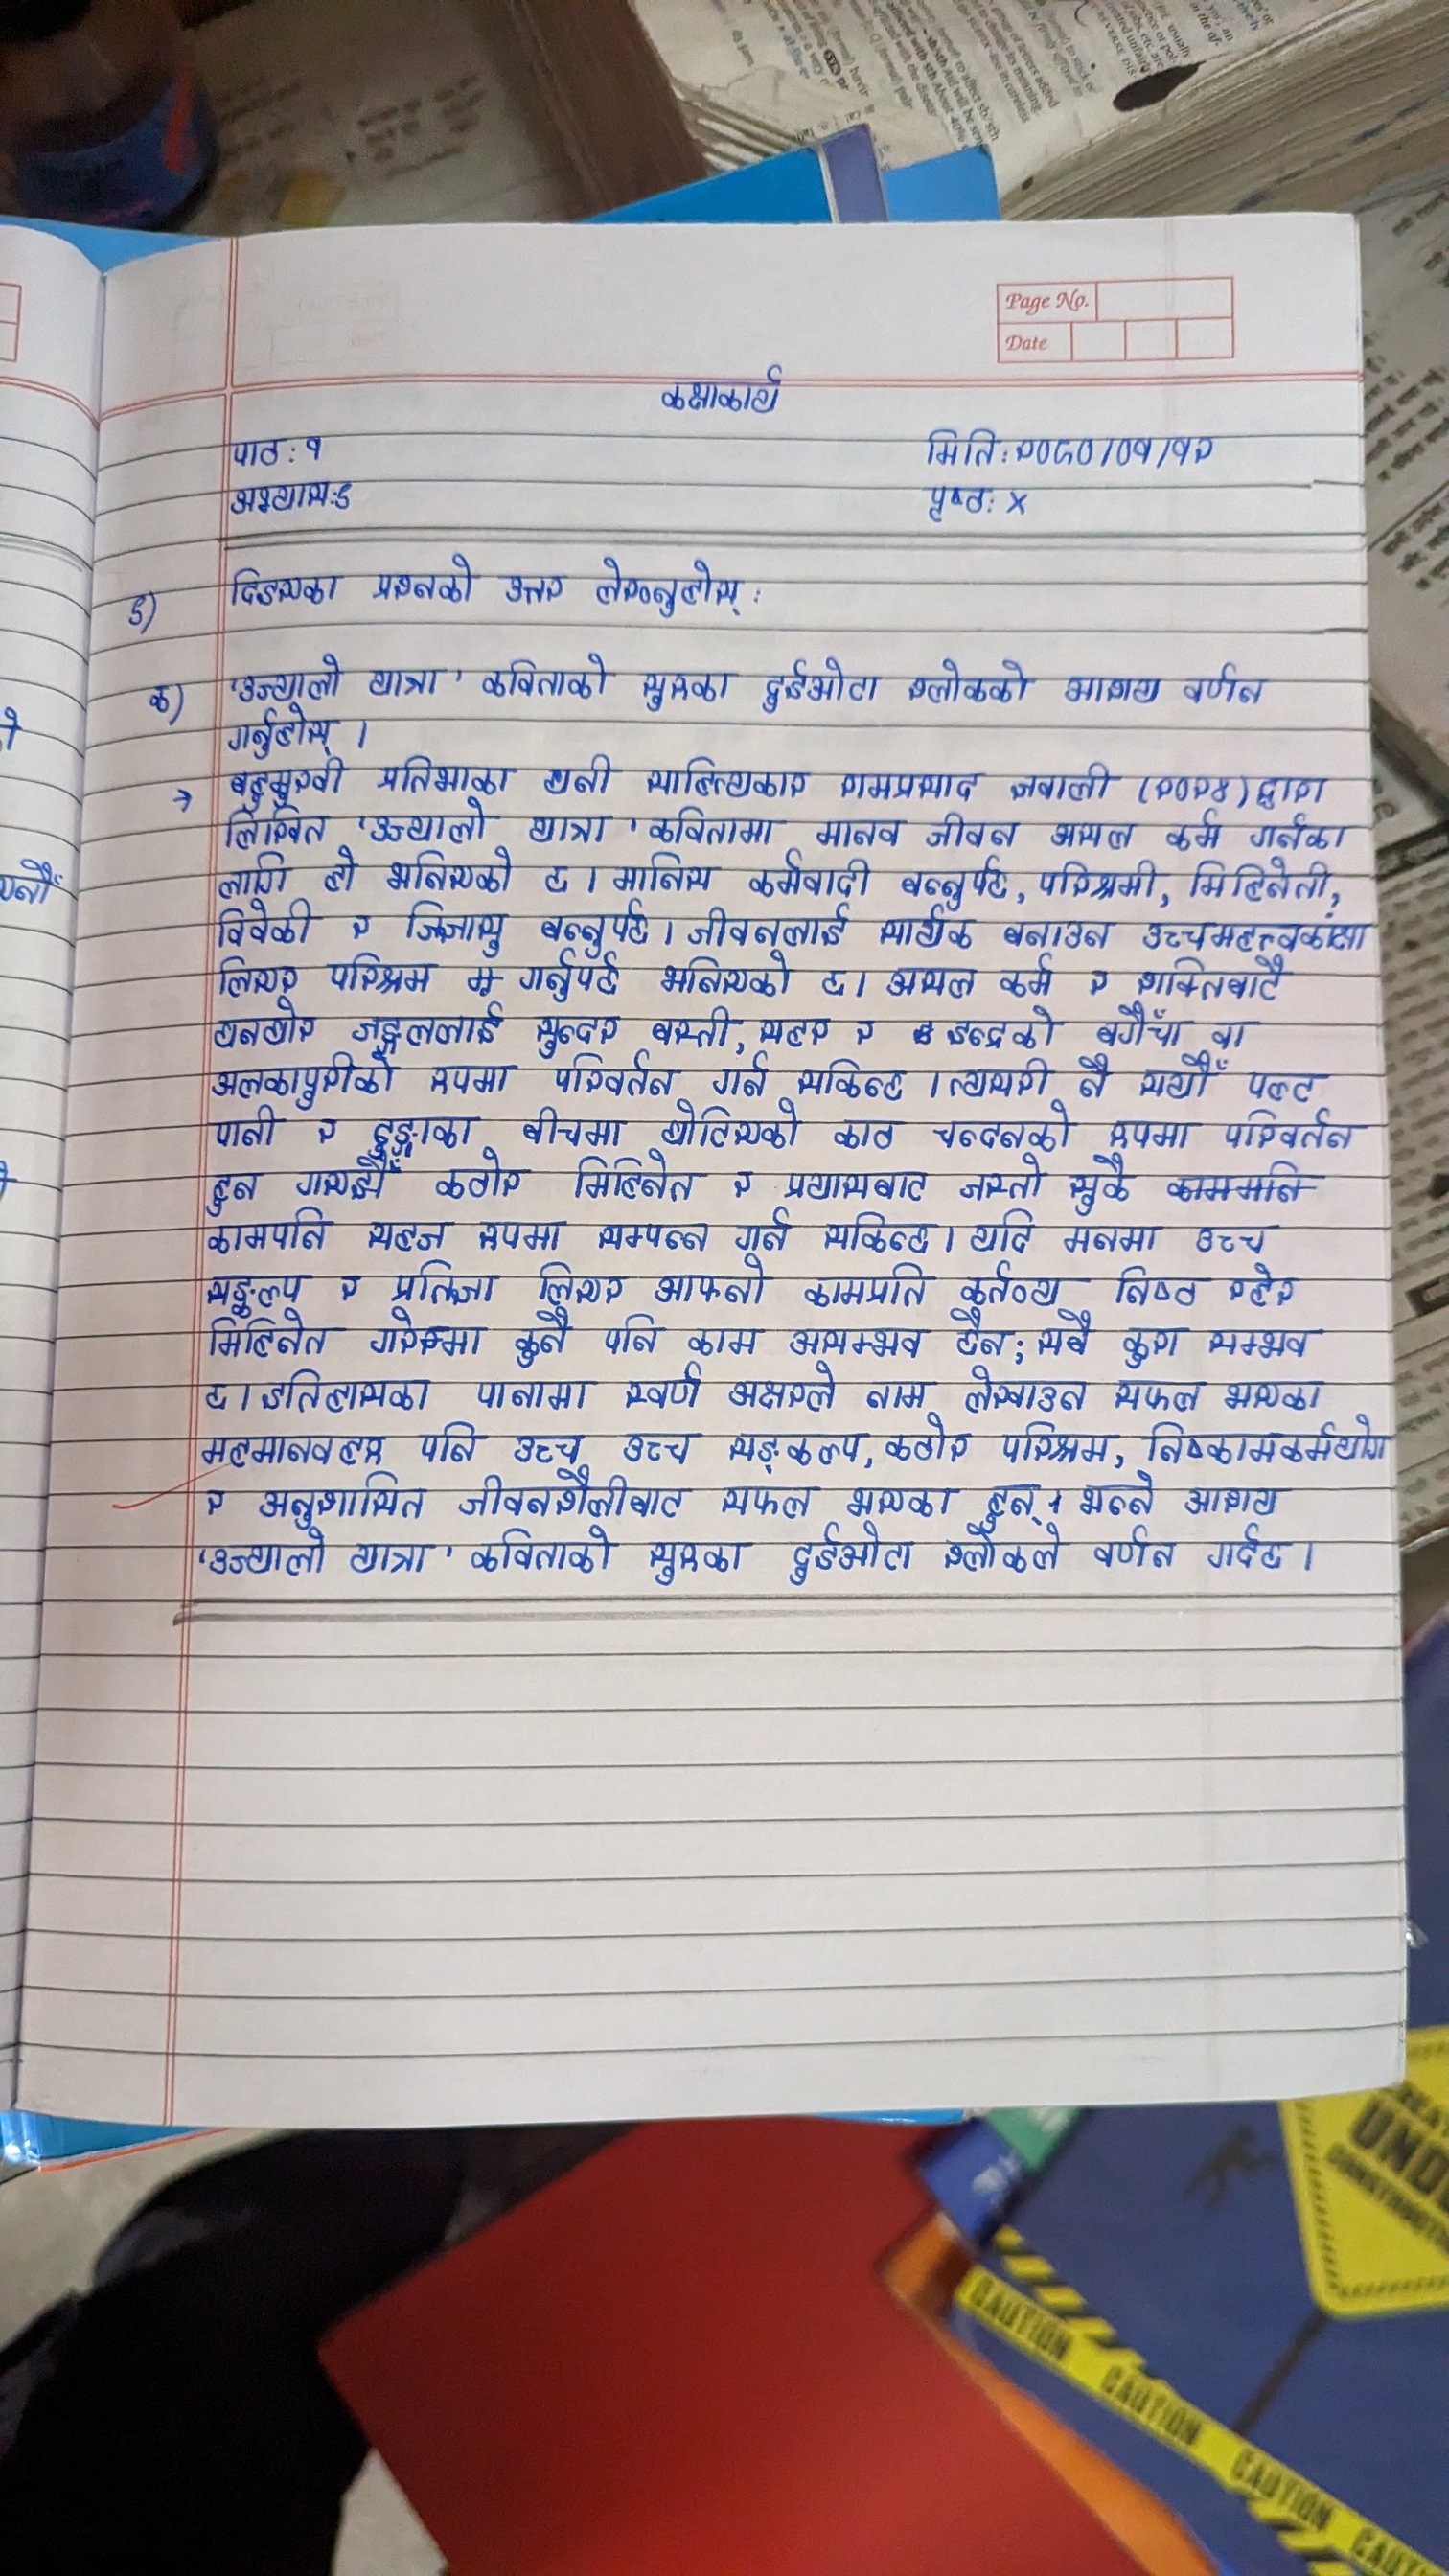 Page No.
Date
कक्षाकार्य
पाठ: १
मिति: २०८०/०१/१२
अभ्यास: ८
पृष्ठ: ४
८)
दिइएका प्रश्नको उत्तर लेख्नुहोस् :
क)
'उज्यालो यात्रा' कविताको सुरुका दुईओटा श्लोकको आशय वर्णन
गर्नुहोस् ।
→ बहुमुखी प्रतिभाका धनी साहित्यकार रामप्रसाद ज्ञवाली (२०२४) द्वारा
लिखित 'उज्यालो यात्रा' कवितामा मानव जीवन असल कर्म गर्नका
लागि हो भनिएको छ । मानिस कर्मवादी बन्नुपर्छ, परिश्रमी, मिहिनेती,
विवेकी र जिज्ञासु बन्नुपर्छ । जीवनलाई सार्थक बनाउन उच्चमहत्त्वकांक्षा
लिएर परिश्रम गर्नुपर्छ भनिएको छ । असल कर्म र शक्तिबाटै
घनघोर जङ्गललाई सुन्दर बस्ती, सहर र इन्द्रको बगैँचा वा
अलकापुरीको रुपमा परिवर्तन गर्न सकिन्छ । त्यसरी नै सयौँ पल्ट
पानी र ढुङ्गाका बीचमा घोटिएको काठ चन्दनको रुपमा परिवर्तन
हुन गएझैँ कठोर मिहिनेत र प्रयासबाट जस्तो सुकै काममनि
कामपनि सहज रुपमा सम्पन्न गर्न सकिन्छ । यदि मनमा उच्च
सङ्कल्प र प्रतिज्ञा लिएर आफ्नो कामप्रति कर्तव्य निष्ठ रहेर
मिहिनेत गरेमा कुनै पनि काम असम्भव छैन; सबै कुरा सम्भव
छ । इतिहासका पानामा स्वर्ण अक्षरले नाम लेखाउन सफल भएका
महामानवहरु पनि उच्च उच्च सङ्कल्प, कठोर परिश्रम, निष्कामकर्मयोग
र अनुशासित जीवनशैलीबाट सफल भएका हुन् । भन्ने आशय
'उज्यालो यात्रा' कविताको सुरुका दुईओटा श्लोकले वर्णन गर्दछ ।
CAUTION CAUTION CAUTION CAUTION